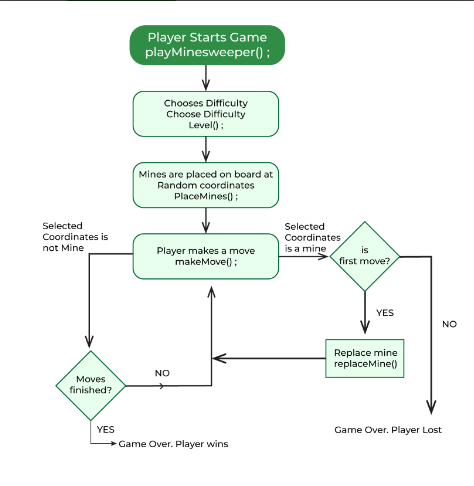 Player Starts Game
playMinesweeper() ;
Chooses Difficulty
Choose Difficulty
Level() ;
Mines are placed on board at
Random coordinates
PlaceMines() ;
Selected
Coordinates is
not Mine
Player makes a move
makeMove() ;
Selected
Coordinates
is a mine
is
first move?
YES
NO
Replace mine
replaceMine()
Moves
finished?
NO
YES
Game Over. Player wins
Game Over. Player Lost